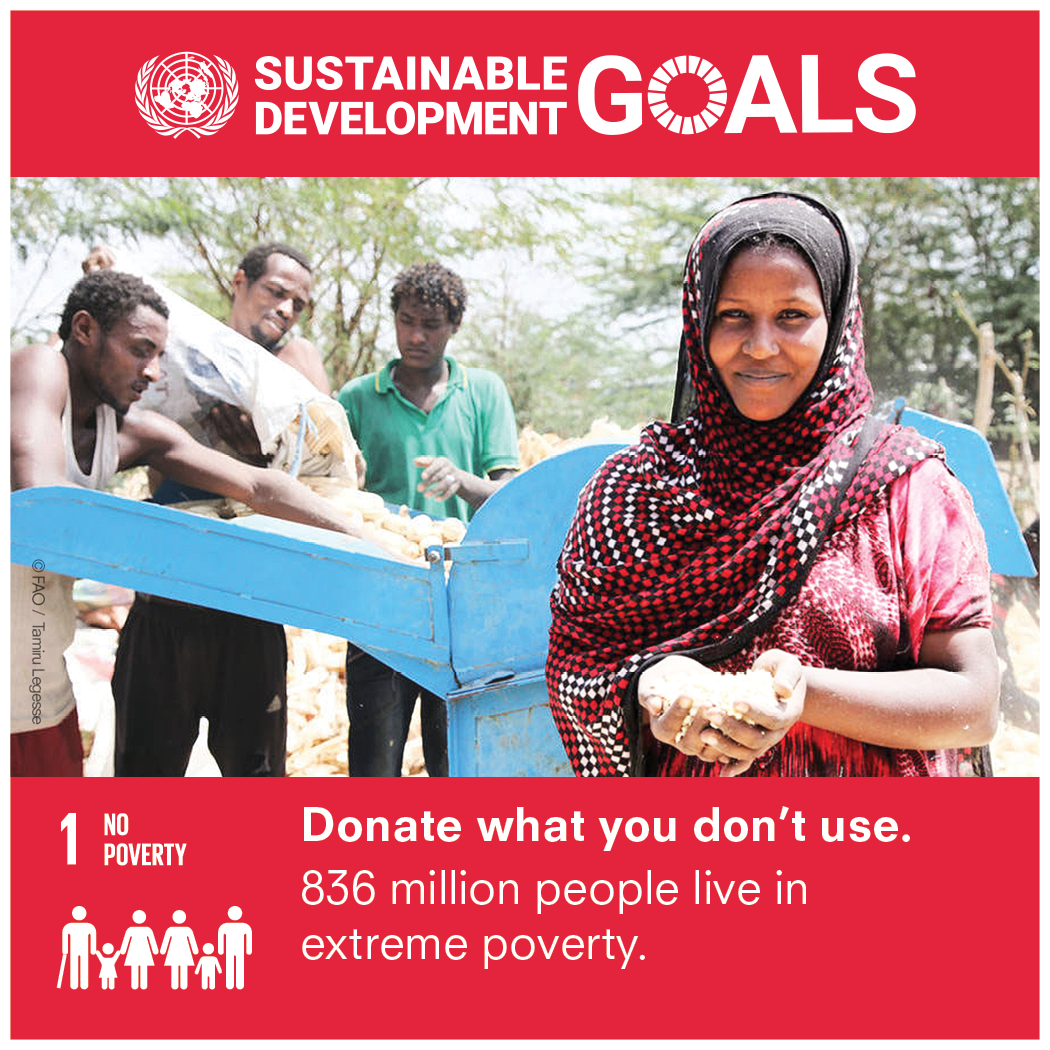 SUSTAINABLE
DEVELOPMENT
GOALS
© FAO / Tamiru Legesse
1
NO
POVERTY
Donate what you don’t use.
836 million people live in
extreme poverty.